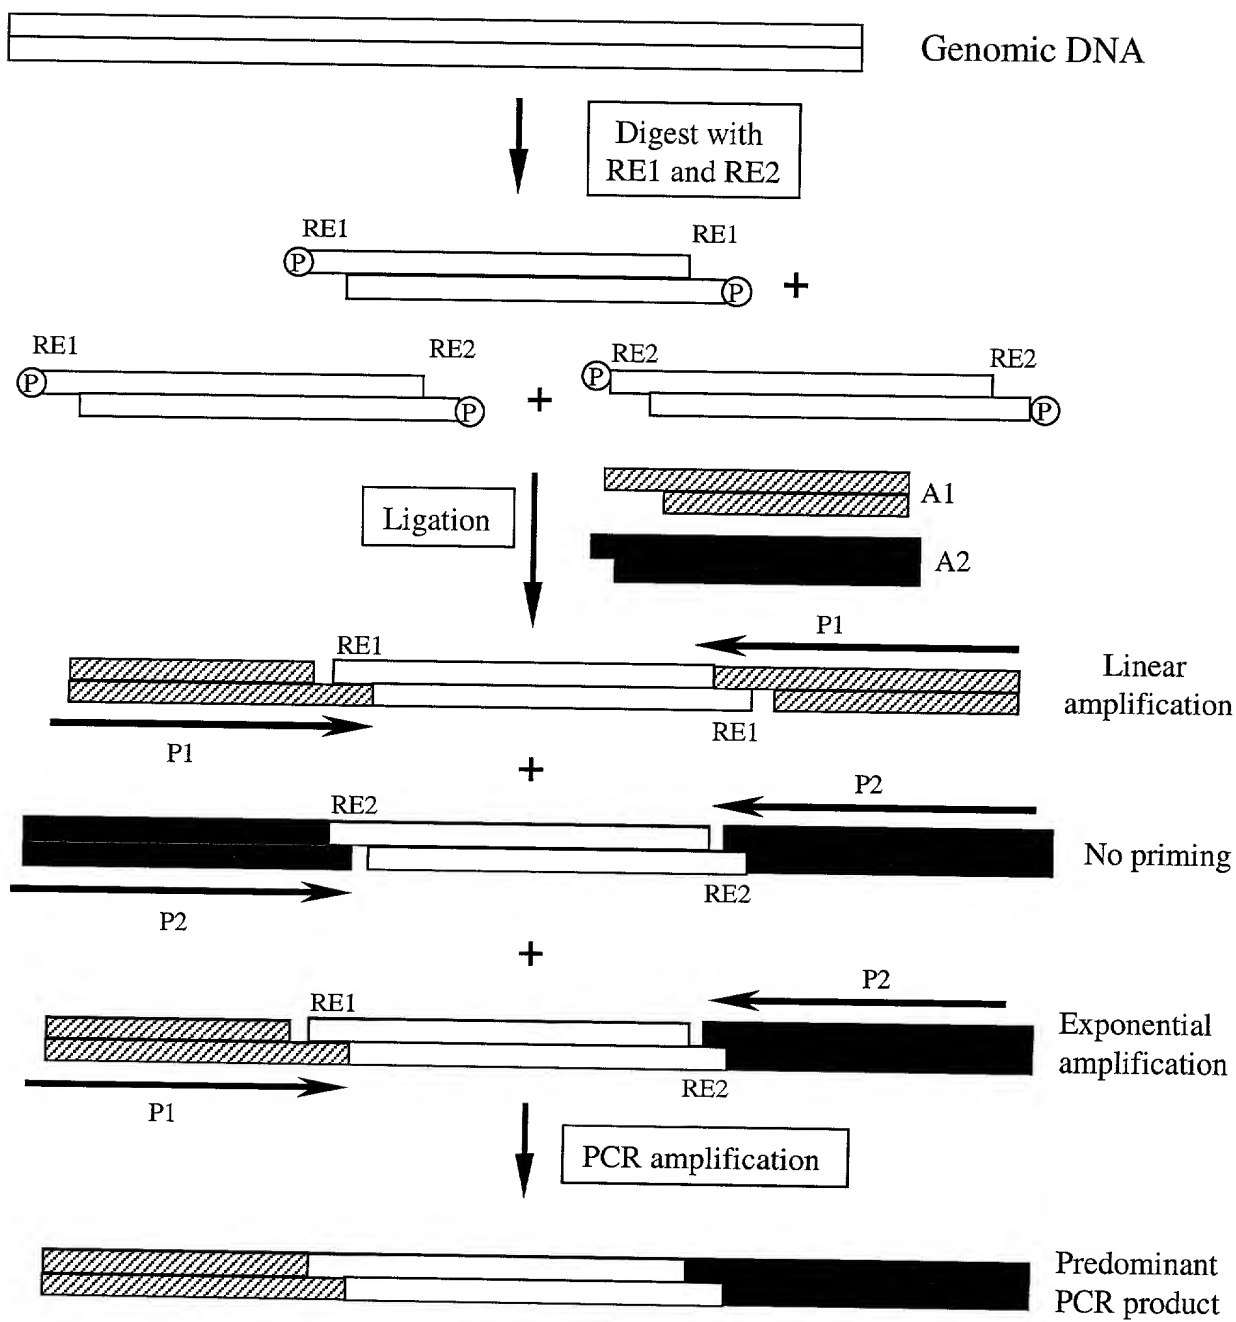 Genomic DNA
Digest with
RE1 and RE2
RE1
RE1
P
P
+
RE1
RE2
RE2
RE2
P
P
+
P
P
Ligation
A1
A2
P1
RE1
Linear
amplification
RE1
P1
+
P2
RE2
No priming
RE2
P2
+
P2
RE1
Exponential
amplification
RE2
P1
PCR amplification
Predominant
PCR product